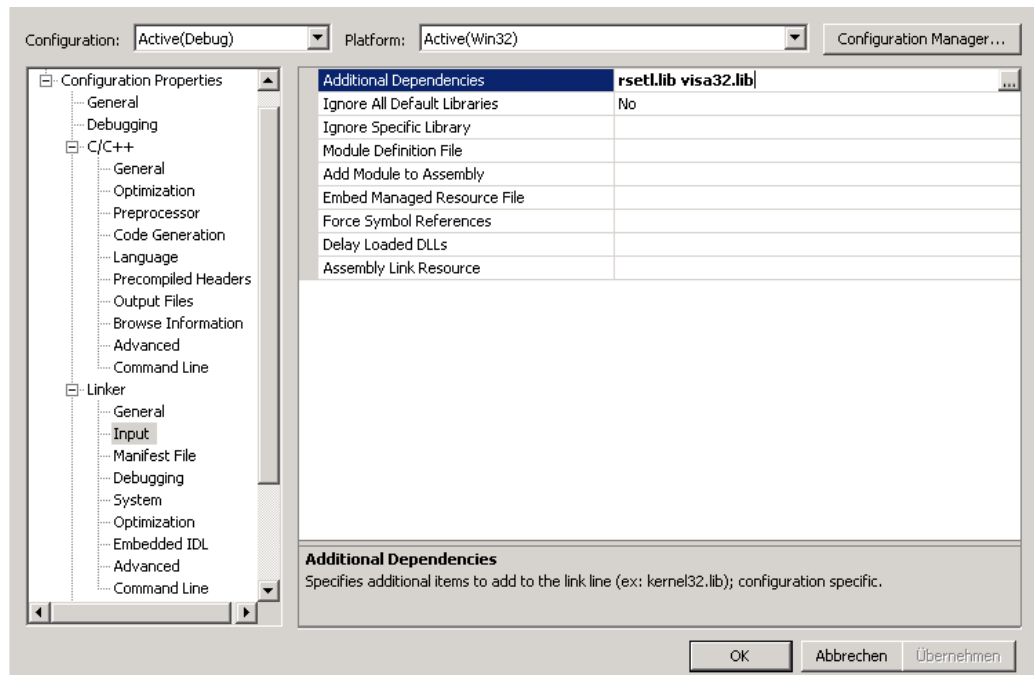 Configuration: Active(Debug) Platform: Active(Win32) Configuration Manager...
Configuration Properties
General
Debugging
C/C++
General
Optimization
Preprocessor
Code Generation
Language
Precompiled Headers
Output Files
Browse Information
Advanced
Command Line
Linker
General
Input
Manifest File
Debugging
System
Optimization
Embedded IDL
Advanced
Command Line
Additional Dependencies rsetl.lib visa32.lib ...
Ignore All Default Libraries No
Ignore Specific Library
Module Definition File
Add Module to Assembly
Embed Managed Resource File
Force Symbol References
Delay Loaded DLLs
Assembly Link Resource
Additional Dependencies
Specifies additional items to add to the link line (ex: kernel32.lib); configuration specific.
OK Abbrechen Übernehmen